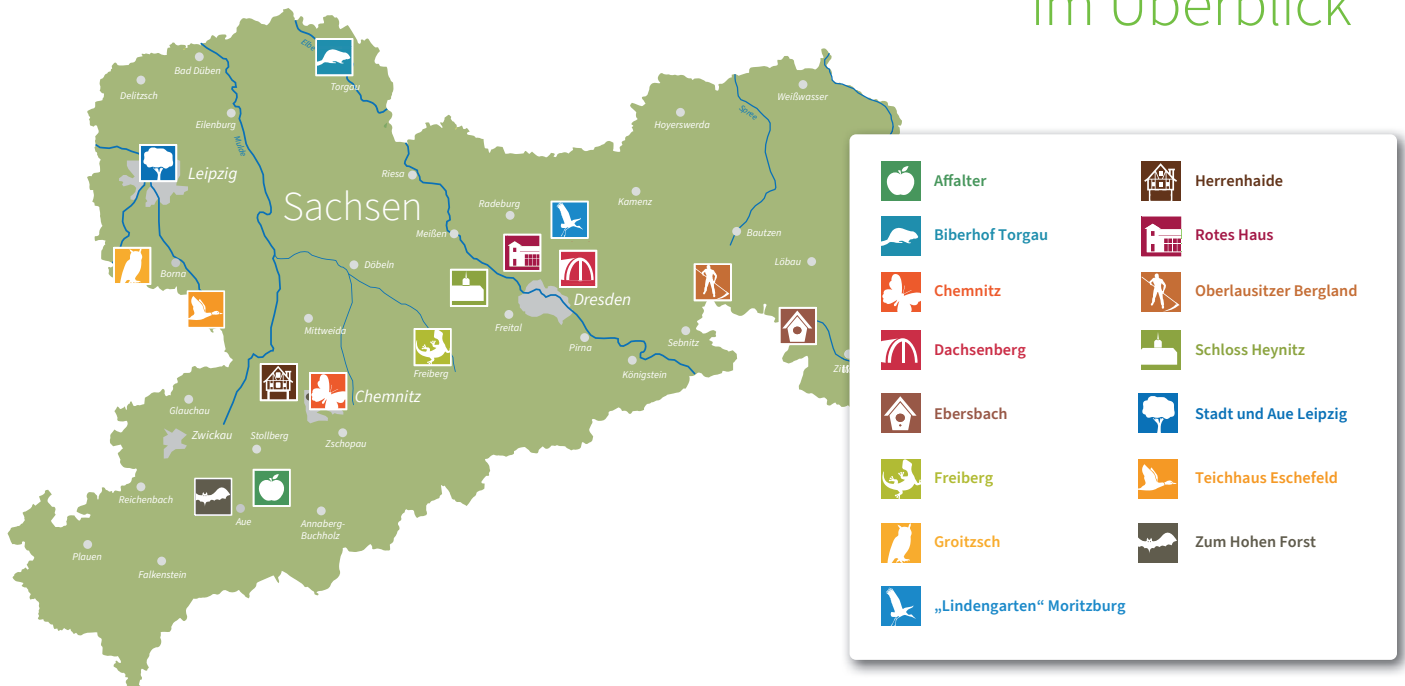 im Überblick
Elbe
Bad Düben
Torgau
Delitzsch
Weißwasser
Eilenburg
Spree
Hoyerswerda
Mulde
Leipzig
Riesa
Sachsen
Radeburg
Kamenz
Meißen
Bautzen
Borna
Döbeln
Löbau
Dresden
Mittweida
Freital
Pirna
Sebnitz
Freiberg
Königstein
Chemnitz
Glauchau
Zwickau
Stollberg
Zschopau
Reichenbach
Aue
Annaberg-
Buchholz
Plauen
Falkenstein
Affalter
Biberhof Torgau
Chemnitz
Dachsenberg
Ebersbach
Freiberg
Groitzsch
„Lindengarten“ Moritzburg
Herrenhaide
Rotes Haus
Oberlausitzer Bergland
Schloss Heynitz
Stadt und Aue Leipzig
Teichhaus Eschefeld
Zum Hohen Forst